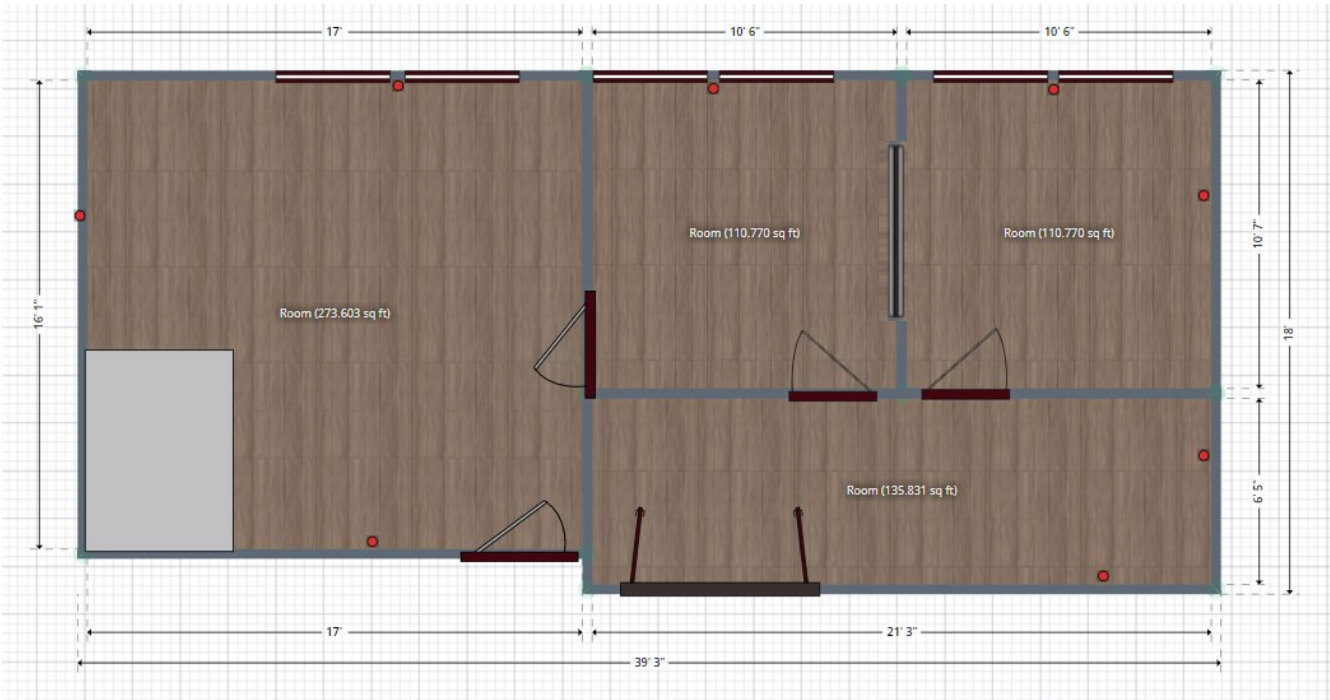 17'
10' 6"
10' 6"
Room (110.770 sq ft)
Room (110.770 sq ft)
10' 7"
16' 1"
Room (273.603 sq ft)
18'
Room (135.831 sq ft)
6' 5"
17'
21' 3"
39' 3"